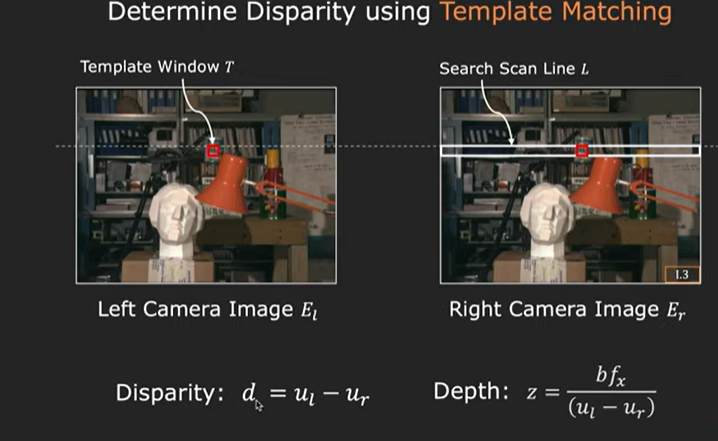 Determine Disparity using Template Matching
Template Window T
Search Scan Line L
1.3
Left Camera Image E_l
Right Camera Image E_r
Disparity: d = u_l − u_r
Depth: z = bf_x / (u_l − u_r)